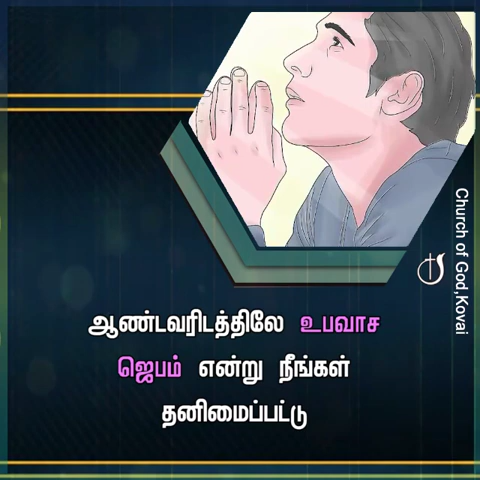 Church of God,Kovai
ஆண்டவரிடத்திலே உபவாச
ஜெபம் என்று நீங்கள்
தனிமைப்பட்டு